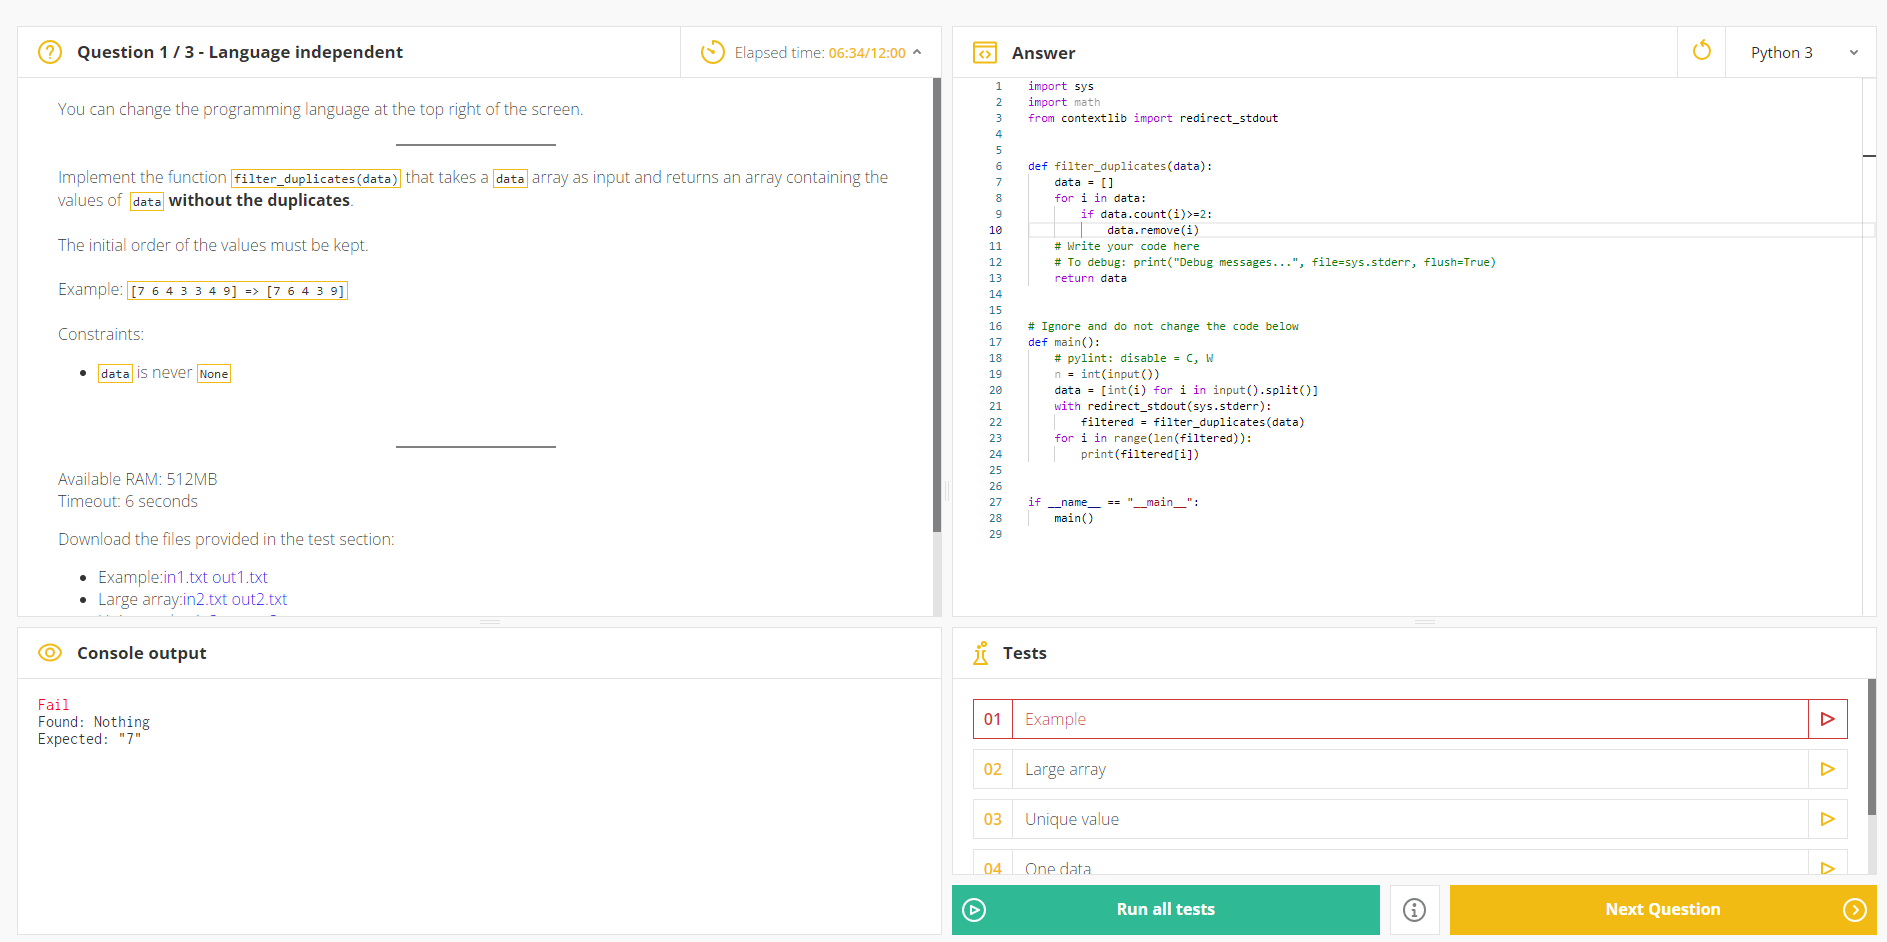 Question 1 / 3 - Language independent
Elapsed time: 06:34/12:00
You can change the programming language at the top right of the screen.
Implement the function filter_duplicates(data) that takes a data array as input and returns an array containing the
values of data without the duplicates.
The initial order of the values must be kept.
Example: [7 6 4 3 3 4 9] => [7 6 4 3 9]
Constraints:
• data is never None
Available RAM: 512MB
Timeout: 6 seconds
Download the files provided in the test section:
• Example:in1.txt out1.txt
• Large array:in2.txt out2.txt
Answer
Python 3
1 import sys
2 import math
3 from contextlib import redirect_stdout
4
5
6 def filter_duplicates(data):
7     data = []
8     for i in data:
9         if data.count(i)>=2:
10             data.remove(i)
11     # Write your code here
12     # To debug: print("Debug messages...", file=sys.stderr, flush=True)
13     return data
14
15
16 # Ignore and do not change the code below
17 def main():
18     # pylint: disable = C, W
19     n = int(input())
20     data = [int(i) for i in input().split()]
21     with redirect_stdout(sys.stderr):
22         filtered = filter_duplicates(data)
23     for i in range(len(filtered)):
24         print(filtered[i])
25
26
27 if __name__ == "__main__":
28     main()
29
Console output
Fail
Found: Nothing
Expected: "7"
Tests
01 Example
02 Large array
03 Unique value
04 One data
Run all tests
Next Question